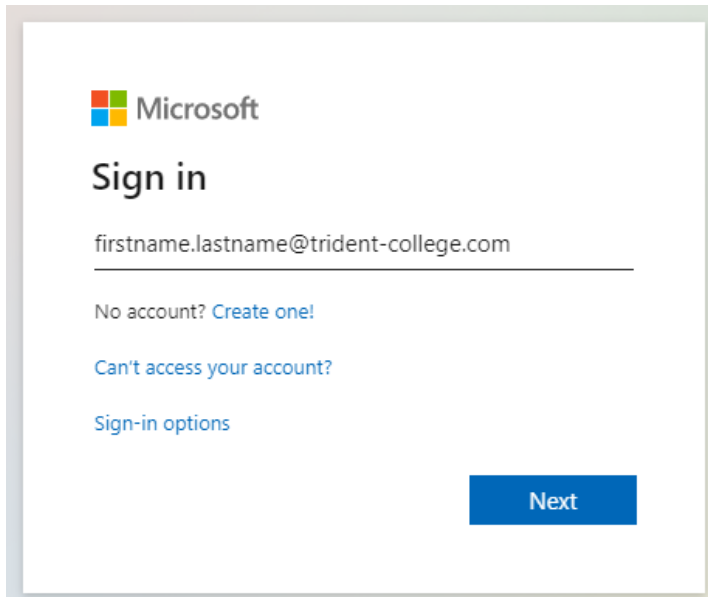 Microsoft
Sign in
firstname.lastname@trident-college.com
No account? Create one!
Can't access your account?
Sign-in options
Next